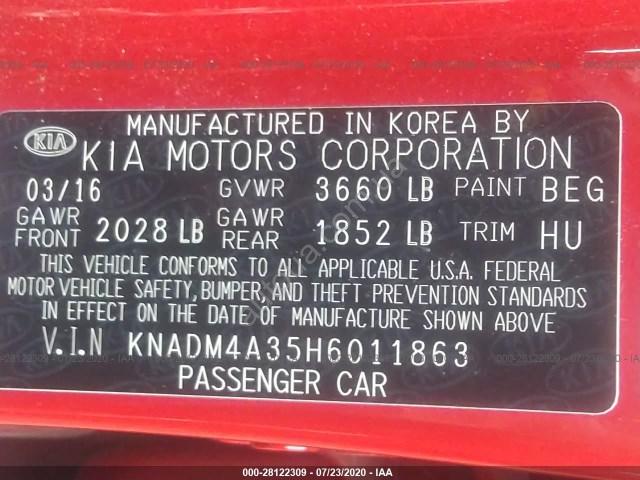 MANUFACTURED IN KOREA BY
KIA KIA MOTORS CORPORATION
03/16 GVWR 3660 LB PAINT BEG
GAWR FRONT 2028 LB GAWR REAR 1852 LB TRIM HU
THIS VEHICLE CONFORMS TO ALL APPLICABLE U.S.A. FEDERAL
MOTOR VEHICLE SAFETY, BUMPER, AND THEFT PREVENTION STANDARDS
IN EFFECT ON THE DATE OF MANUFACTURE SHOWN ABOVE
V.I.N KNADM4A35H6011863
PASSENGER CAR
000-28122309 - 07/23/2020 - IAA